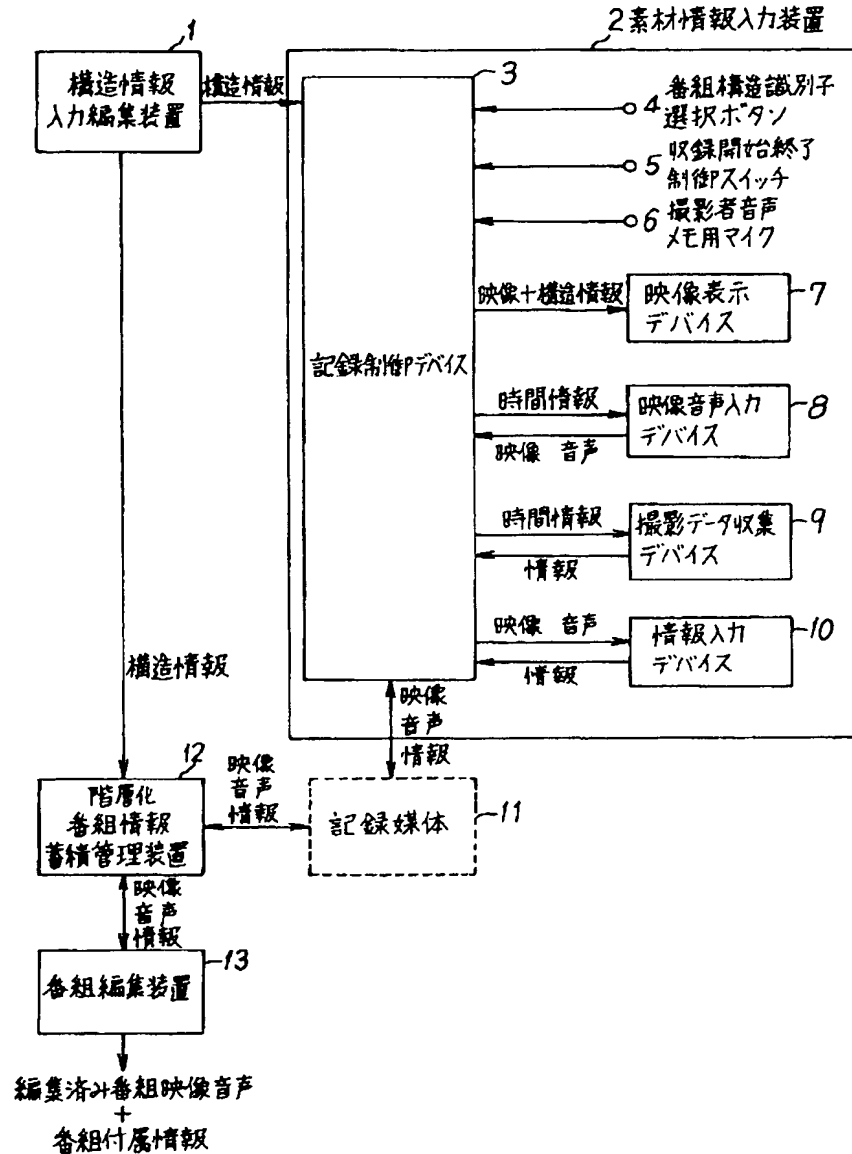 1
構造情報
入力編集装置
構造情報
2素材情報入力装置
3
記録制御デバイス
4 番組構造識別子
選択ボタン
5 収録開始終了
制御スイッチ
6 撮影者音声
メモ用マイク
映像+構造情報
映像表示
デバイス
7
時間情報
映像 音声
映像音声入力
デバイス
8
時間情報
情報
撮影データ収集
デバイス
9
映像 音声
情報
情報入力
デバイス
10
構造情報
映像
音声
情報
12
階層化
番組情報
蓄積管理装置
映像
音声
情報
記録媒体
11
映像
音声
情報
13
番組編集装置
編集済み番組映像音声
+
番組付属情報